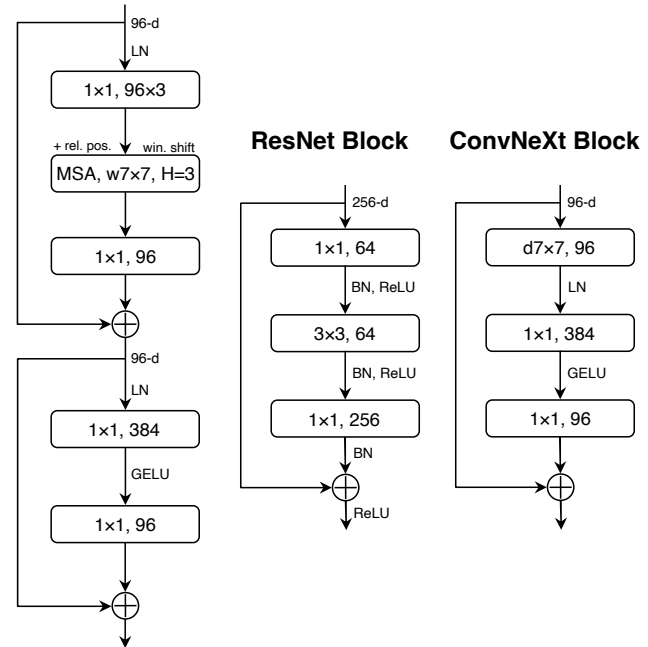 96-d
LN
1×1, 96×3
+ rel. pos. win. shift
MSA, w7×7, H=3
1×1, 96
96-d
LN
1×1, 384
GELU
1×1, 96
ResNet Block
256-d
1×1, 64
BN, ReLU
3×3, 64
BN, ReLU
1×1, 256
BN
ReLU
ConvNeXt Block
96-d
d7×7, 96
LN
1×1, 384
GELU
1×1, 96